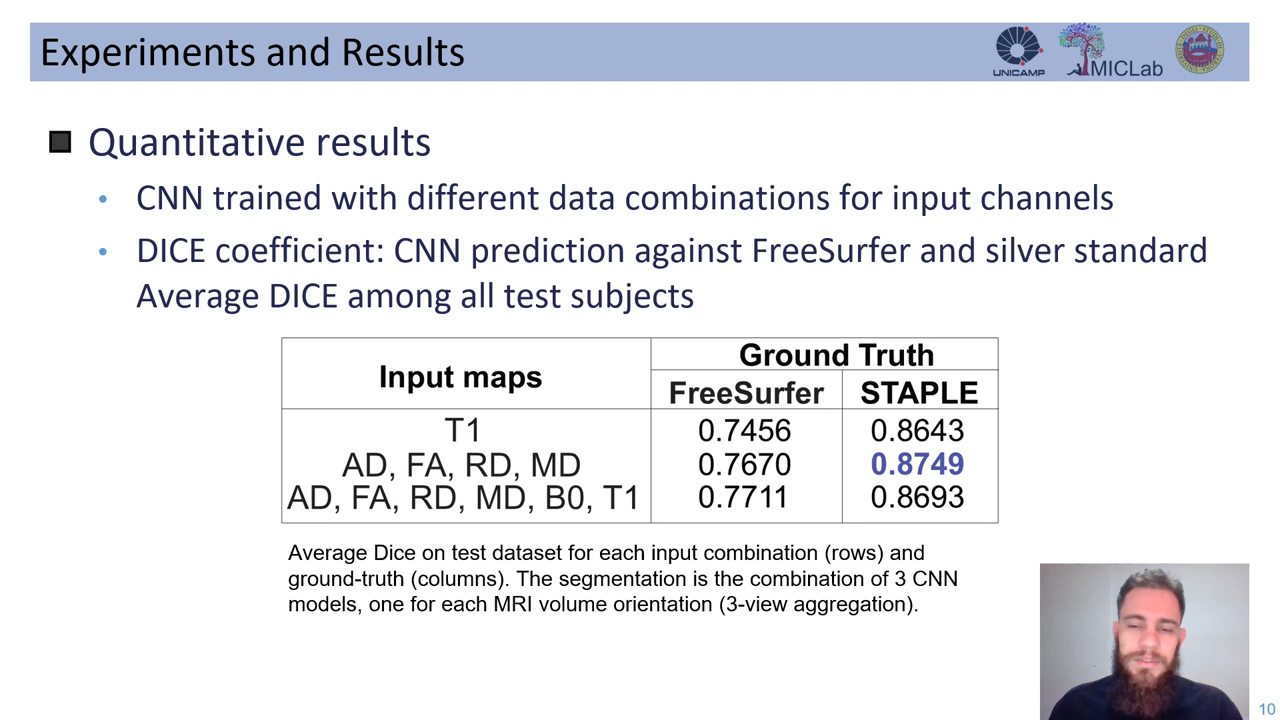 Experiments and Results
UNICAMP
MICLab
Quantitative results
• CNN trained with different data combinations for input channels
• DICE coefficient: CNN prediction against FreeSurfer and silver standard
Average DICE among all test subjects
Input maps
Ground Truth
FreeSurfer STAPLE
T1 0.7456 0.8643
AD, FA, RD, MD 0.7670 0.8749
AD, FA, RD, MD, B0, T1 0.7711 0.8693
Average Dice on test dataset for each input combination (rows) and
ground-truth (columns). The segmentation is the combination of 3 CNN
models, one for each MRI volume orientation (3-view aggregation).
10